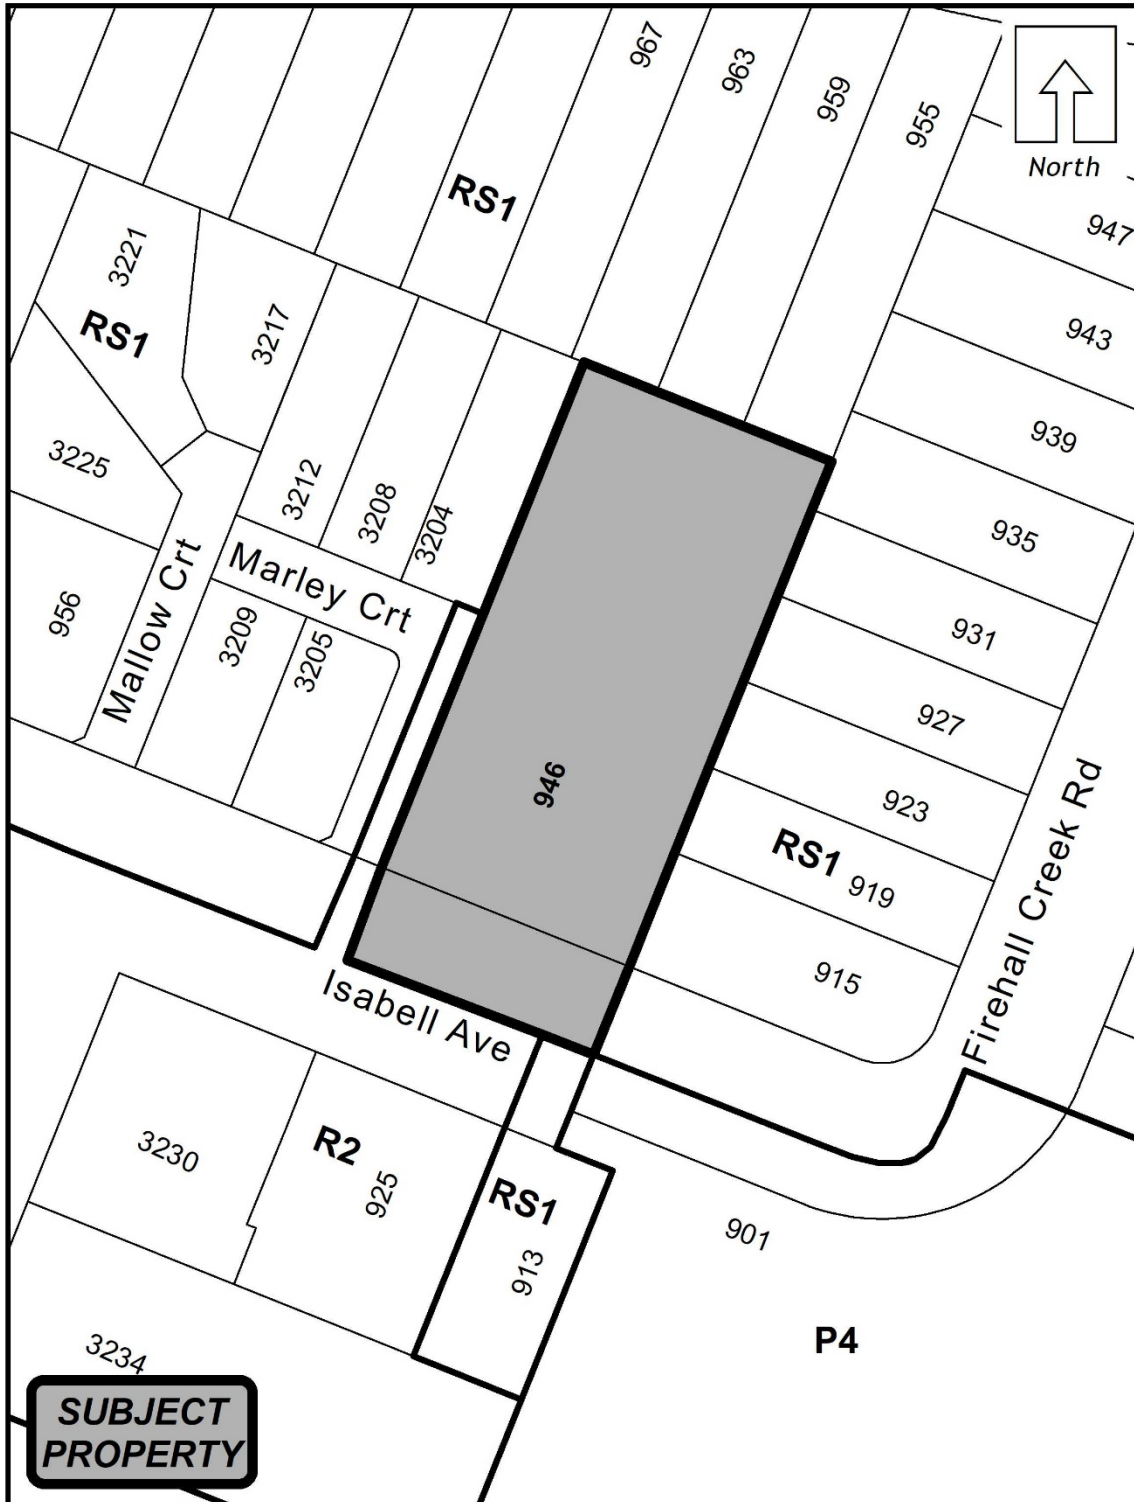 967
963
959
955
North
RS1
947
3221
RS1
3217
943
939
3225
3212
3208
3204
935
Marley Crt
956
Mallow Crt
3209
3205
931
927
946
923
RS1
919
Firehall Creek Rd
915
Isabell Ave
3230
R2
925
RS1
913
901
P4
3234
SUBJECT
PROPERTY